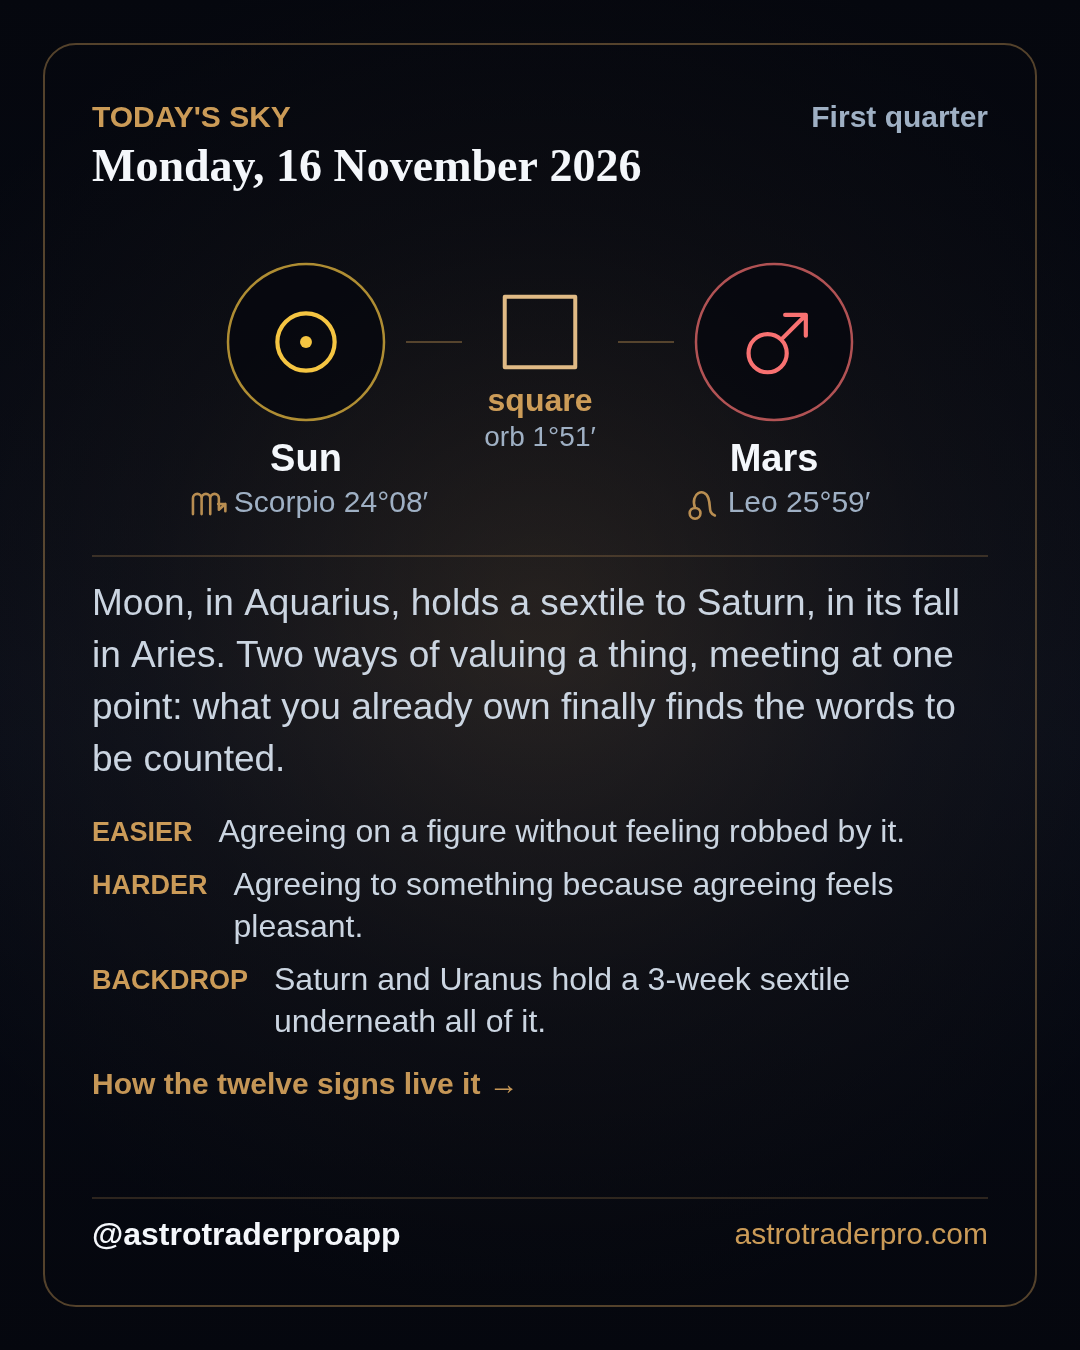 TODAY'S SKY
First quarter
Monday, 16 November 2026
square
orb 1°51′
Sun
Mars
Scorpio 24°08′
Leo 25°59′
Moon, in Aquarius, holds a sextile to Saturn, in its fall
in Aries. Two ways of valuing a thing, meeting at one
point: what you already own finally finds the words to
be counted.
EASIER Agreeing on a figure without feeling robbed by it.
HARDER Agreeing to something because agreeing feels
pleasant.
BACKDROP Saturn and Uranus hold a 3-week sextile
underneath all of it.
How the twelve signs live it →
@astrotraderproapp
astrotraderpro.com